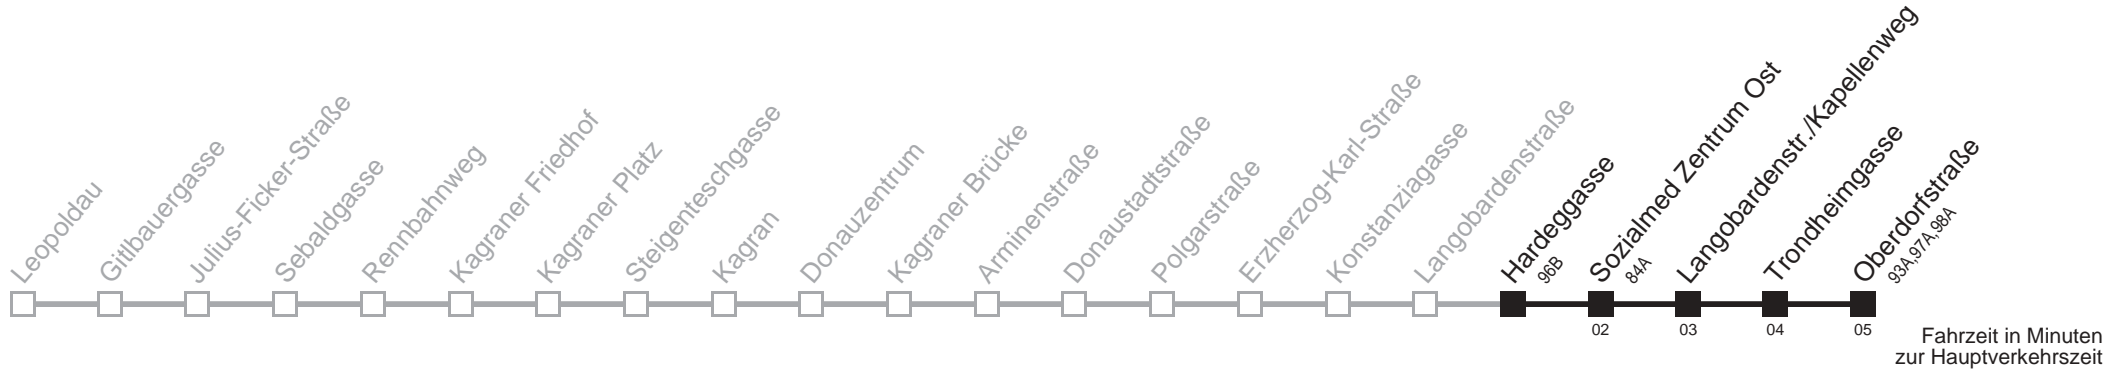 Leopoldau
Gitlbauergasse
Julius-Ficker-Straße
Sebaldgasse
Rennbahnweg
Kagraner Friedhof
Kagraner Platz
Steigenteschgasse
Kagran
Donauzentrum
Kagraner Brücke
Arminenstraße
Donaustadtstraße
Polgarstraße
Erzherzog-Karl-Straße
Konstanziagasse
Langobardenstraße
Hardeggasse
96B
Sozialmed Zentrum Ost
84A
Langobardenstr./Kapellenweg
Trondheimgasse
Oberdorfstraße
93A,97A,98A
02
03
04
05
Fahrzeit in Minuten
zur Hauptverkehrszeit